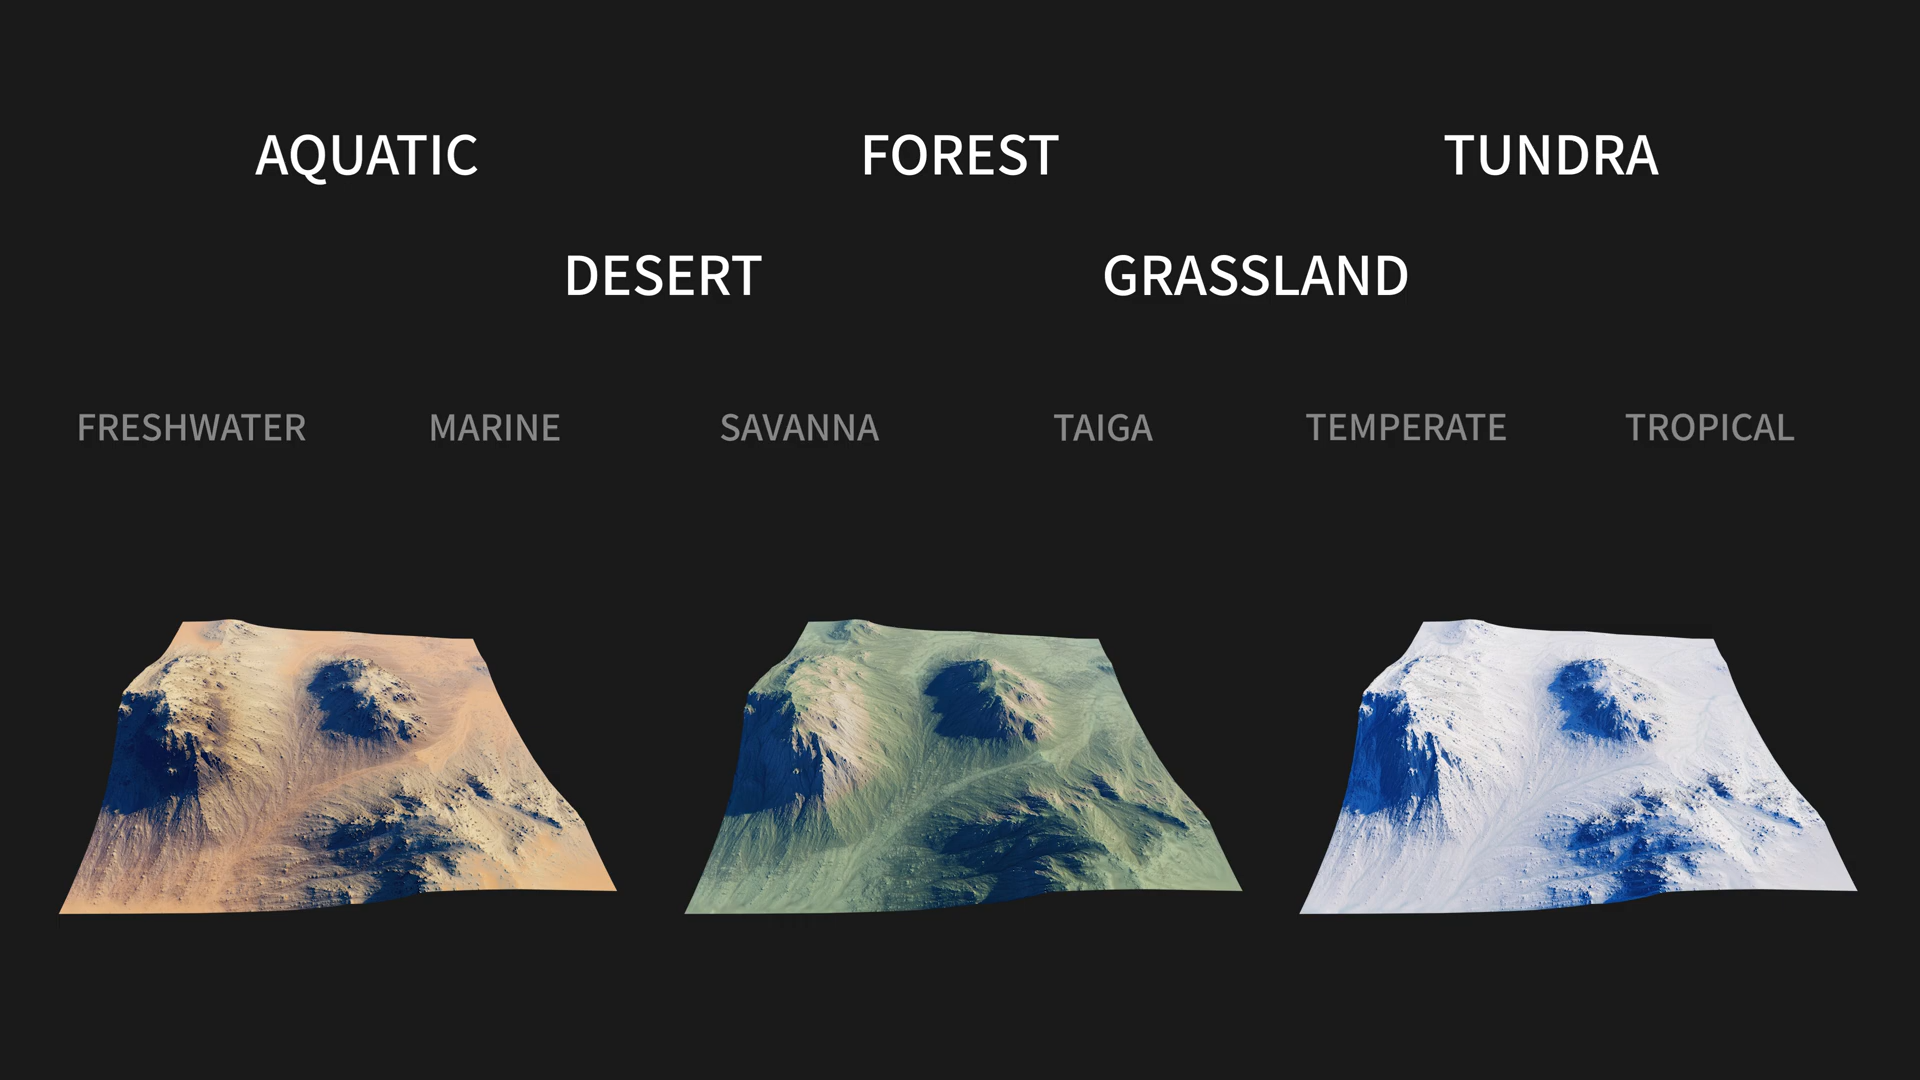 AQUATIC FOREST TUNDRA
DESERT GRASSLAND
FRESHWATER MARINE SAVANNA TAIGA TEMPERATE TROPICAL